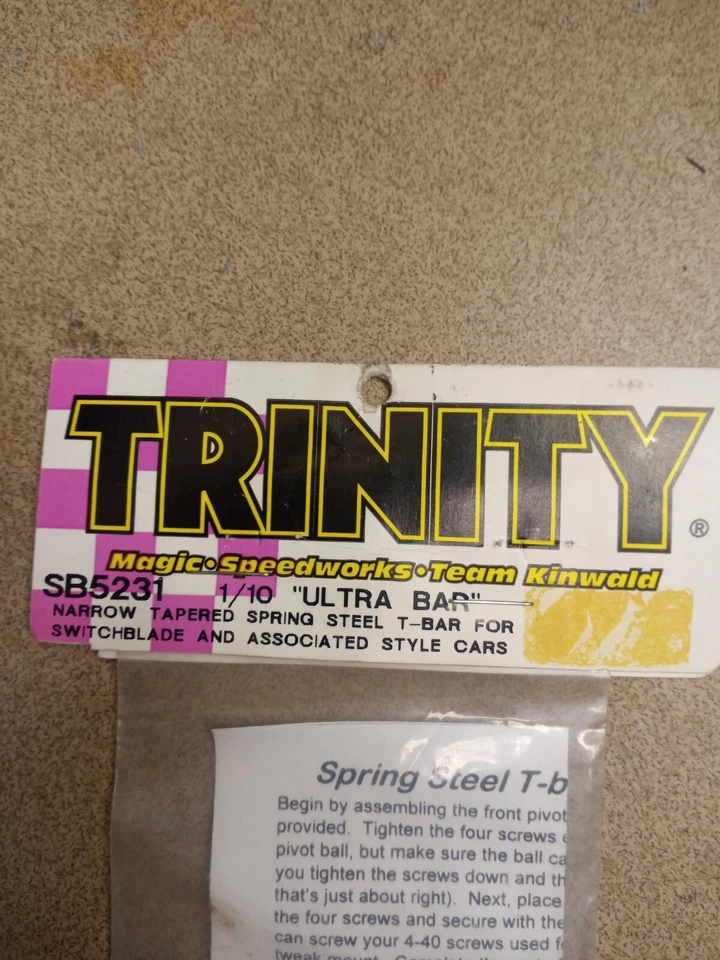 TRINITY®
Magic•Speedworks•Team Kinwald
SB5231 1/10 "ULTRA BAR"
NARROW TAPERED SPRING STEEL T-BAR FOR
SWITCHBLADE AND ASSOCIATED STYLE CARS
Spring Steel T-b
Begin by assembling the front pivot
provided. Tighten the four screws
pivot ball, but make sure the ball ca
you tighten the screws down and th
that's just about right). Next, place
the four screws and secure with the
can screw your 4-40 screws used f
tweak mount.